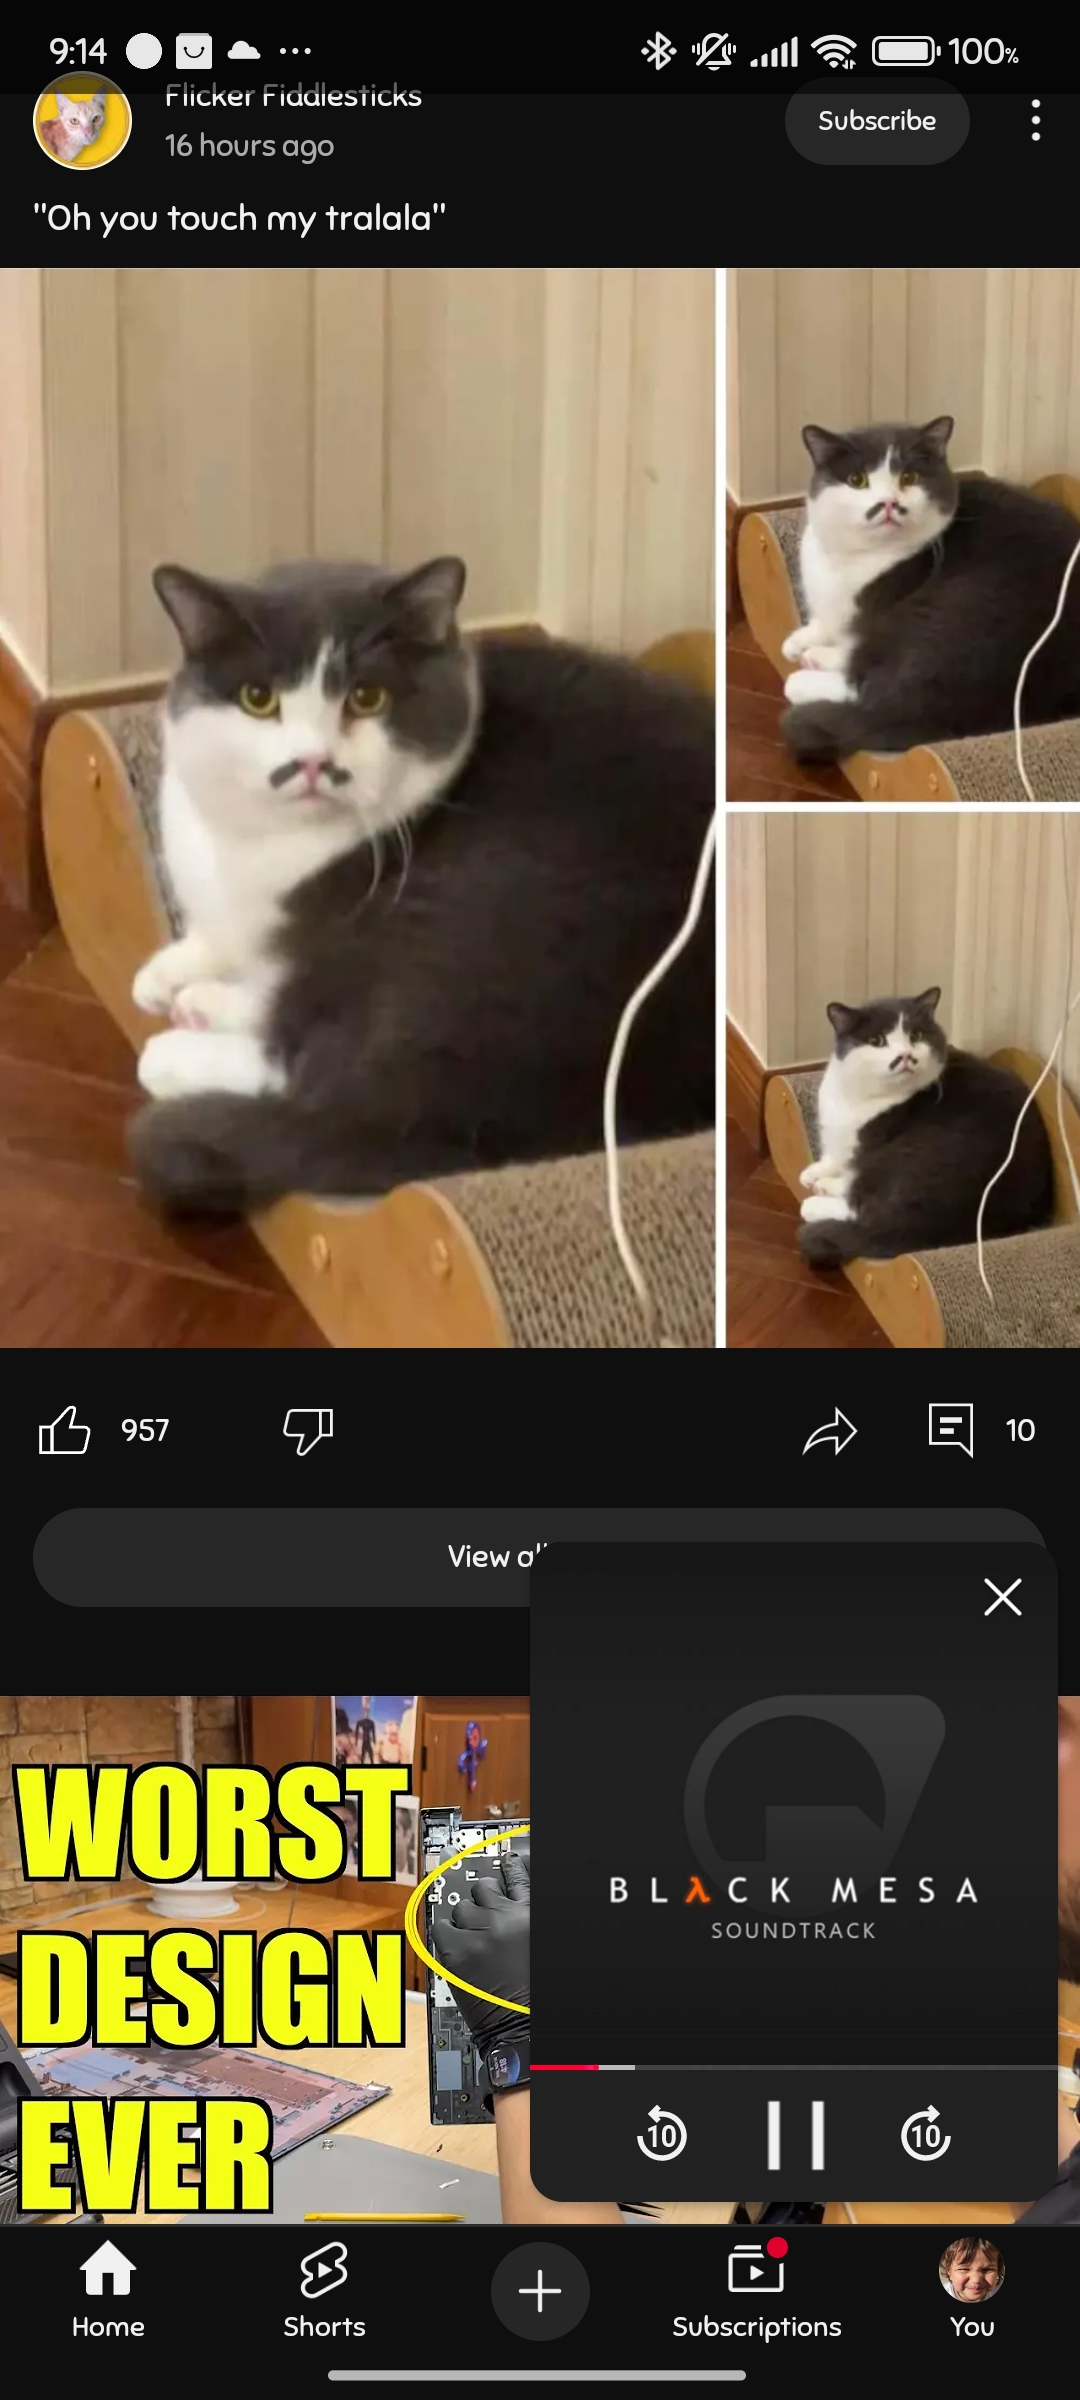 9:14
100%
Flicker Fiddlesticks
16 hours ago
Subscribe
"Oh you touch my tralala"
957
10
View all
BLλCK MESA
SOUNDTRACK
WORST
DESIGN
EVER
10
10
Home
Shorts
Subscriptions
You